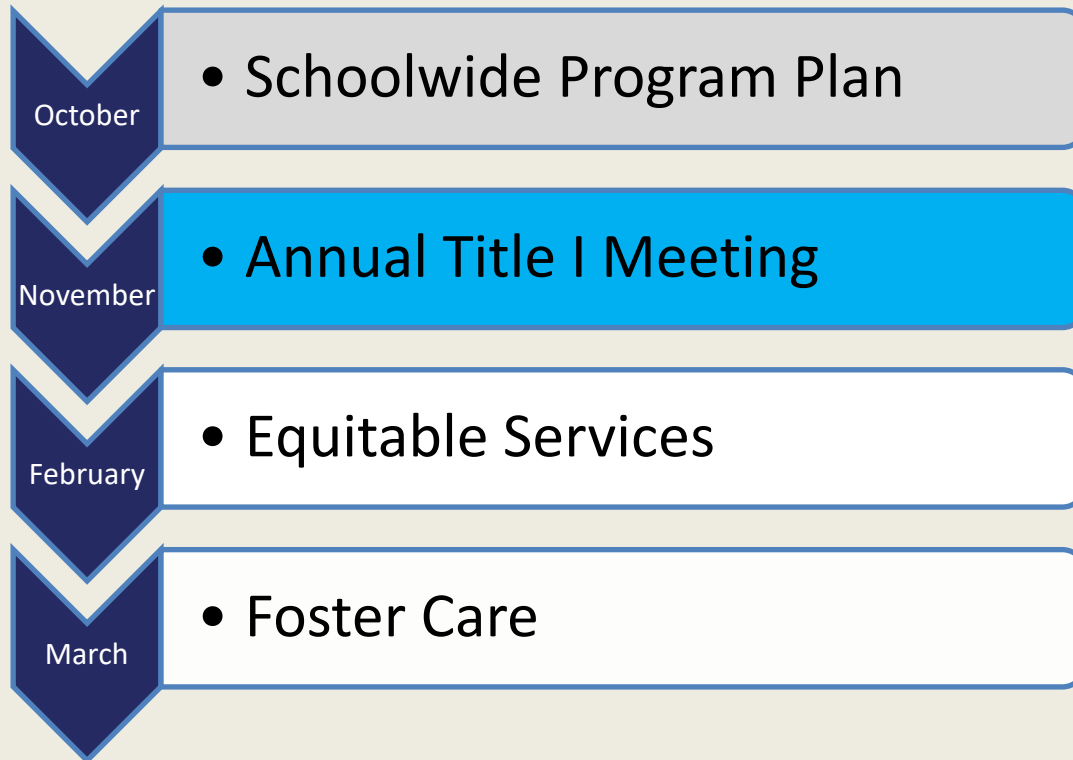 October
• Schoolwide Program Plan
November
• Annual Title I Meeting
February
• Equitable Services
March
• Foster Care